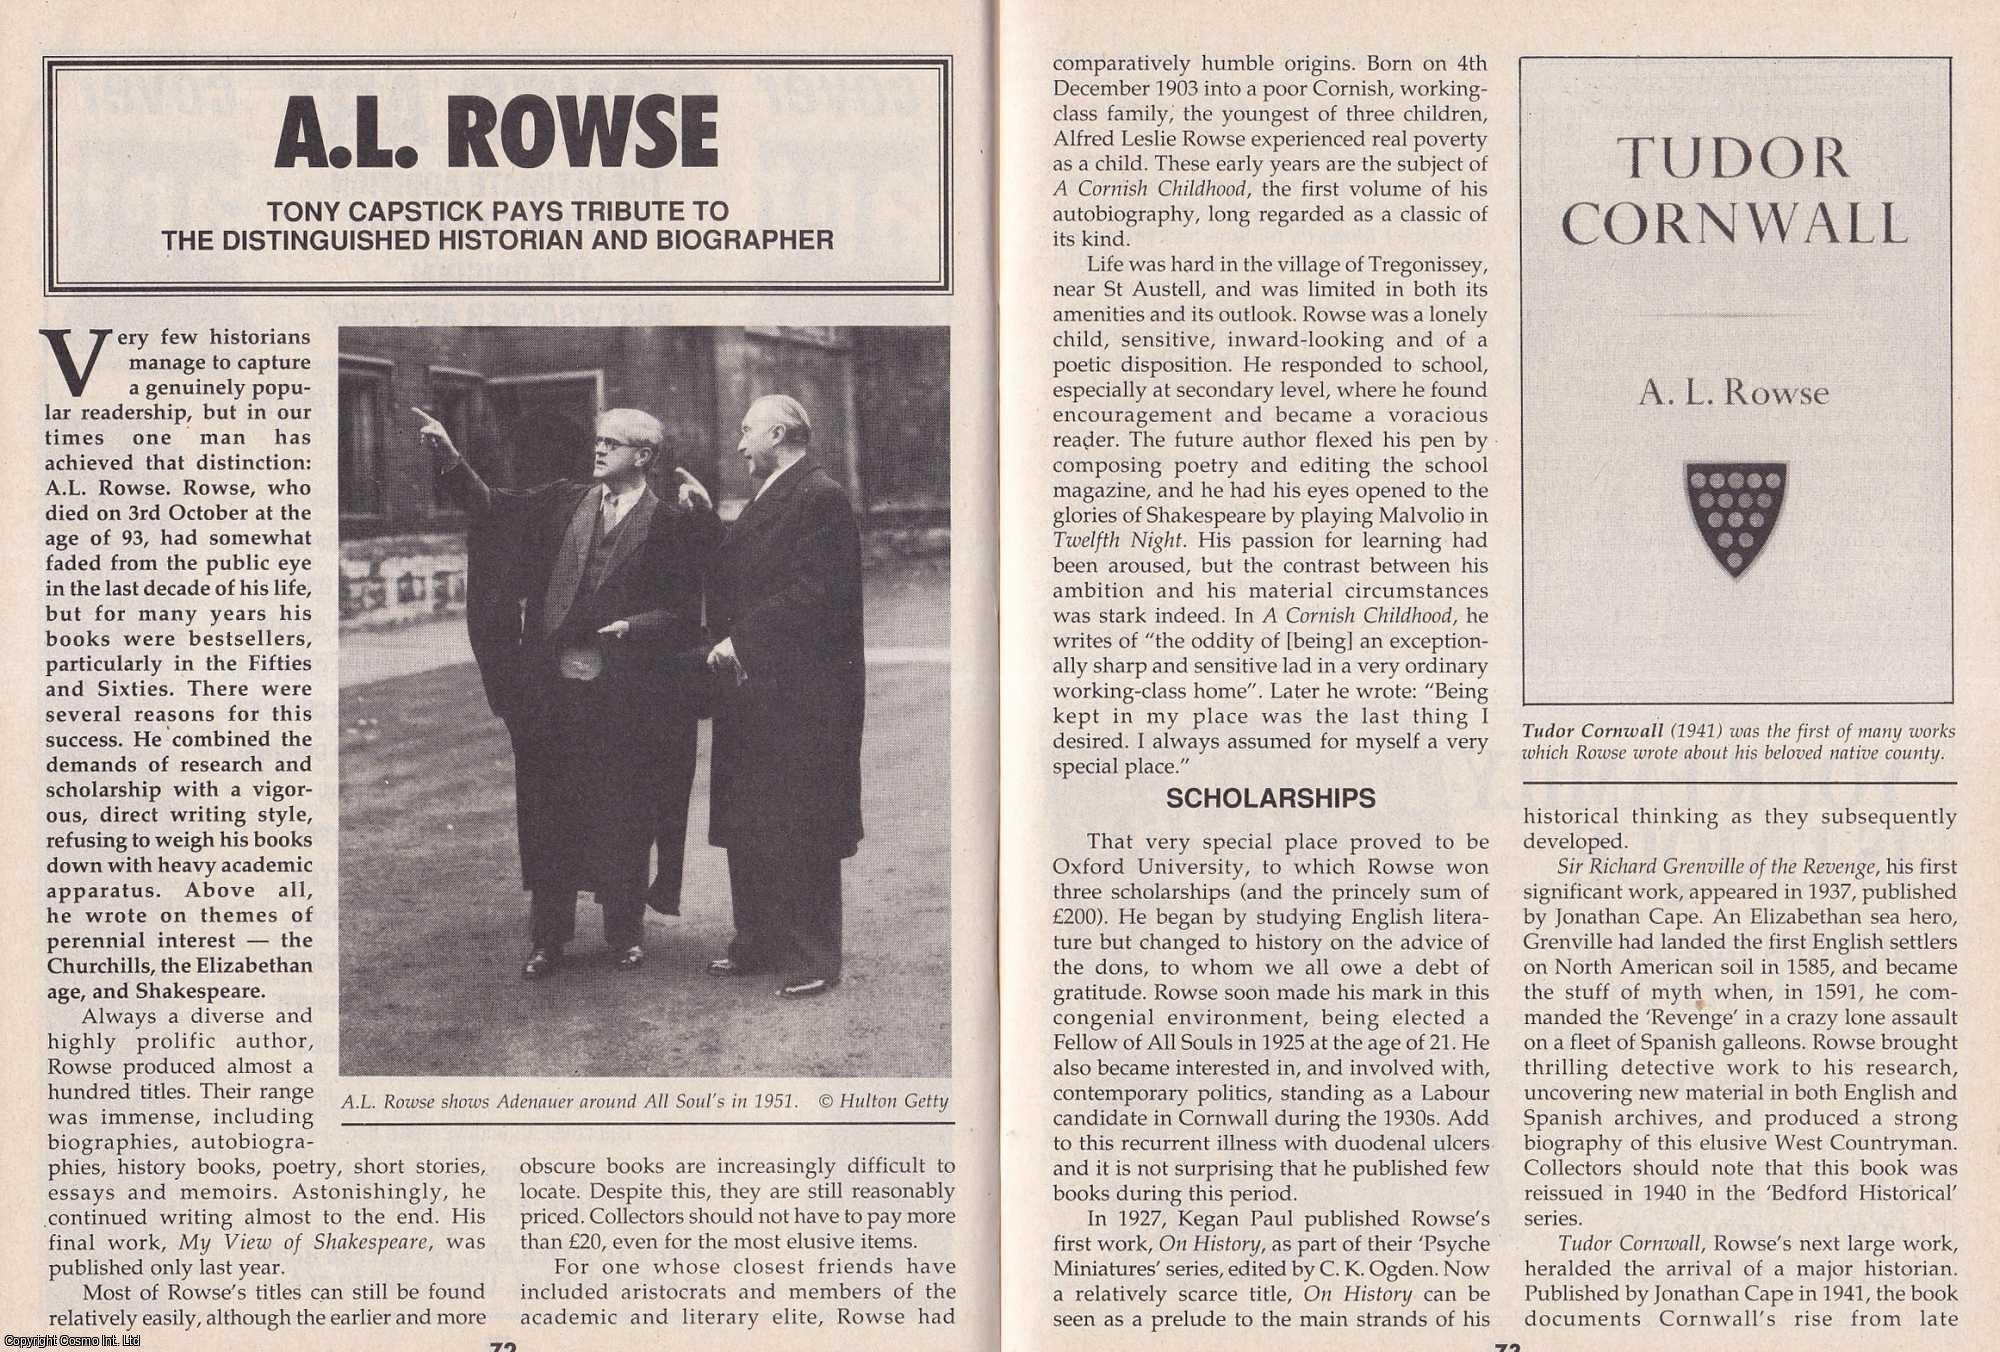 A.L. ROWSE
TONY CAPSTICK PAYS TRIBUTE TO
THE DISTINGUISHED HISTORIAN AND BIOGRAPHER
Very few historians
manage to capture
a genuinely popu-
lar readership, but in our
times one man has
achieved that distinction:
A.L. Rowse. Rowse, who
died on 3rd October at the
age of 93, had somewhat
faded from the public eye
in the last decade of his life,
but for many years his
books were bestsellers,
particularly in the Fifties
and Sixties. There were
several reasons for this
success. He combined the
demands of research and
scholarship with a vigor-
ous, direct writing style,
refusing to weigh his books
down with heavy academic
apparatus. Above all,
he wrote on themes of
perennial interest — the
Churchills, the Elizabethan
age, and Shakespeare.
Always a diverse and
highly prolific author,
Rowse produced almost a
hundred titles. Their range
was immense, including
biographies, autobiogra-
phies, history books, poetry, short stories,
essays and memoirs. Astonishingly, he
continued writing almost to the end. His
final work, My View of Shakespeare, was
published only last year.
Most of Rowse's titles can still be found
relatively easily, although the earlier and more
A.L. Rowse shows Adenauer around All Soul's in 1951. © Hulton Getty
obscure books are increasingly difficult to
locate. Despite this, they are still reasonably
priced. Collectors should not have to pay more
than £20, even for the most elusive items.
For one whose closest friends have
included aristocrats and members of the
academic and literary elite, Rowse had
72
comparatively humble origins. Born on 4th
December 1903 into a poor Cornish, working-
class family, the youngest of three children,
Alfred Leslie Rowse experienced real poverty
as a child. These early years are the subject of
A Cornish Childhood, the first volume of his
autobiography, long regarded as a classic of
its kind.
Life was hard in the village of Tregonissey,
near St Austell, and was limited in both its
amenities and its outlook. Rowse was a lonely
child, sensitive, inward-looking and of a
poetic disposition. He responded to school,
especially at secondary level, where he found
encouragement and became a voracious
reader. The future author flexed his pen by
composing poetry and editing the school
magazine, and he had his eyes opened to the
glories of Shakespeare by playing Malvolio in
Twelfth Night. His passion for learning had
been aroused, but the contrast between his
ambition and his material circumstances
was stark indeed. In A Cornish Childhood, he
writes of "the oddity of [being] an exception-
ally sharp and sensitive lad in a very ordinary
working-class home". Later he wrote: "Being
kept in my place was the last thing I
desired. I always assumed for myself a very
special place."
SCHOLARSHIPS
That very special place proved to be
Oxford University, to which Rowse won
three scholarships (and the princely sum of
£200). He began by studying English litera-
ture but changed to history on the advice of
the dons, to whom we all owe a debt of
gratitude. Rowse soon made his mark in this
congenial environment, being elected a
Fellow of All Souls in 1925 at the age of 21. He
also became interested in, and involved with,
contemporary politics, standing as a Labour
candidate in Cornwall during the 1930s. Add
to this recurrent illness with duodenal ulcers
and it is not surprising that he published few
books during this period.
In 1927, Kegan Paul published Rowse's
first work, On History, as part of their 'Psyche
Miniatures' series, edited by C. K. Ogden. Now
a relatively scarce title, On History can be
seen as a prelude to the main strands of his
TUDOR
CORNWALL
A. L. Rowse
Tudor Cornwall (1941) was the first of many works
which Rowse wrote about his beloved native county.
historical thinking as they subsequently
developed.
Sir Richard Grenville of the Revenge, his first
significant work, appeared in 1937, published
by Jonathan Cape. An Elizabethan sea hero,
Grenville had landed the first English settlers
on North American soil in 1585, and became
the stuff of myth when, in 1591, he com-
manded the 'Revenge' in a crazy lone assault
on a fleet of Spanish galleons. Rowse brought
thrilling detective work to his research,
uncovering new material in both English and
Spanish archives, and produced a strong
biography of this elusive West Countryman.
Collectors should note that this book was
reissued in 1940 in the 'Bedford Historical'
series.
Tudor Cornwall, Rowse's next large work,
heralded the arrival of a major historian.
Published by Jonathan Cape in 1941, the book
documents Cornwall's rise from late
73
Copyright Cosmo Int. Ltd